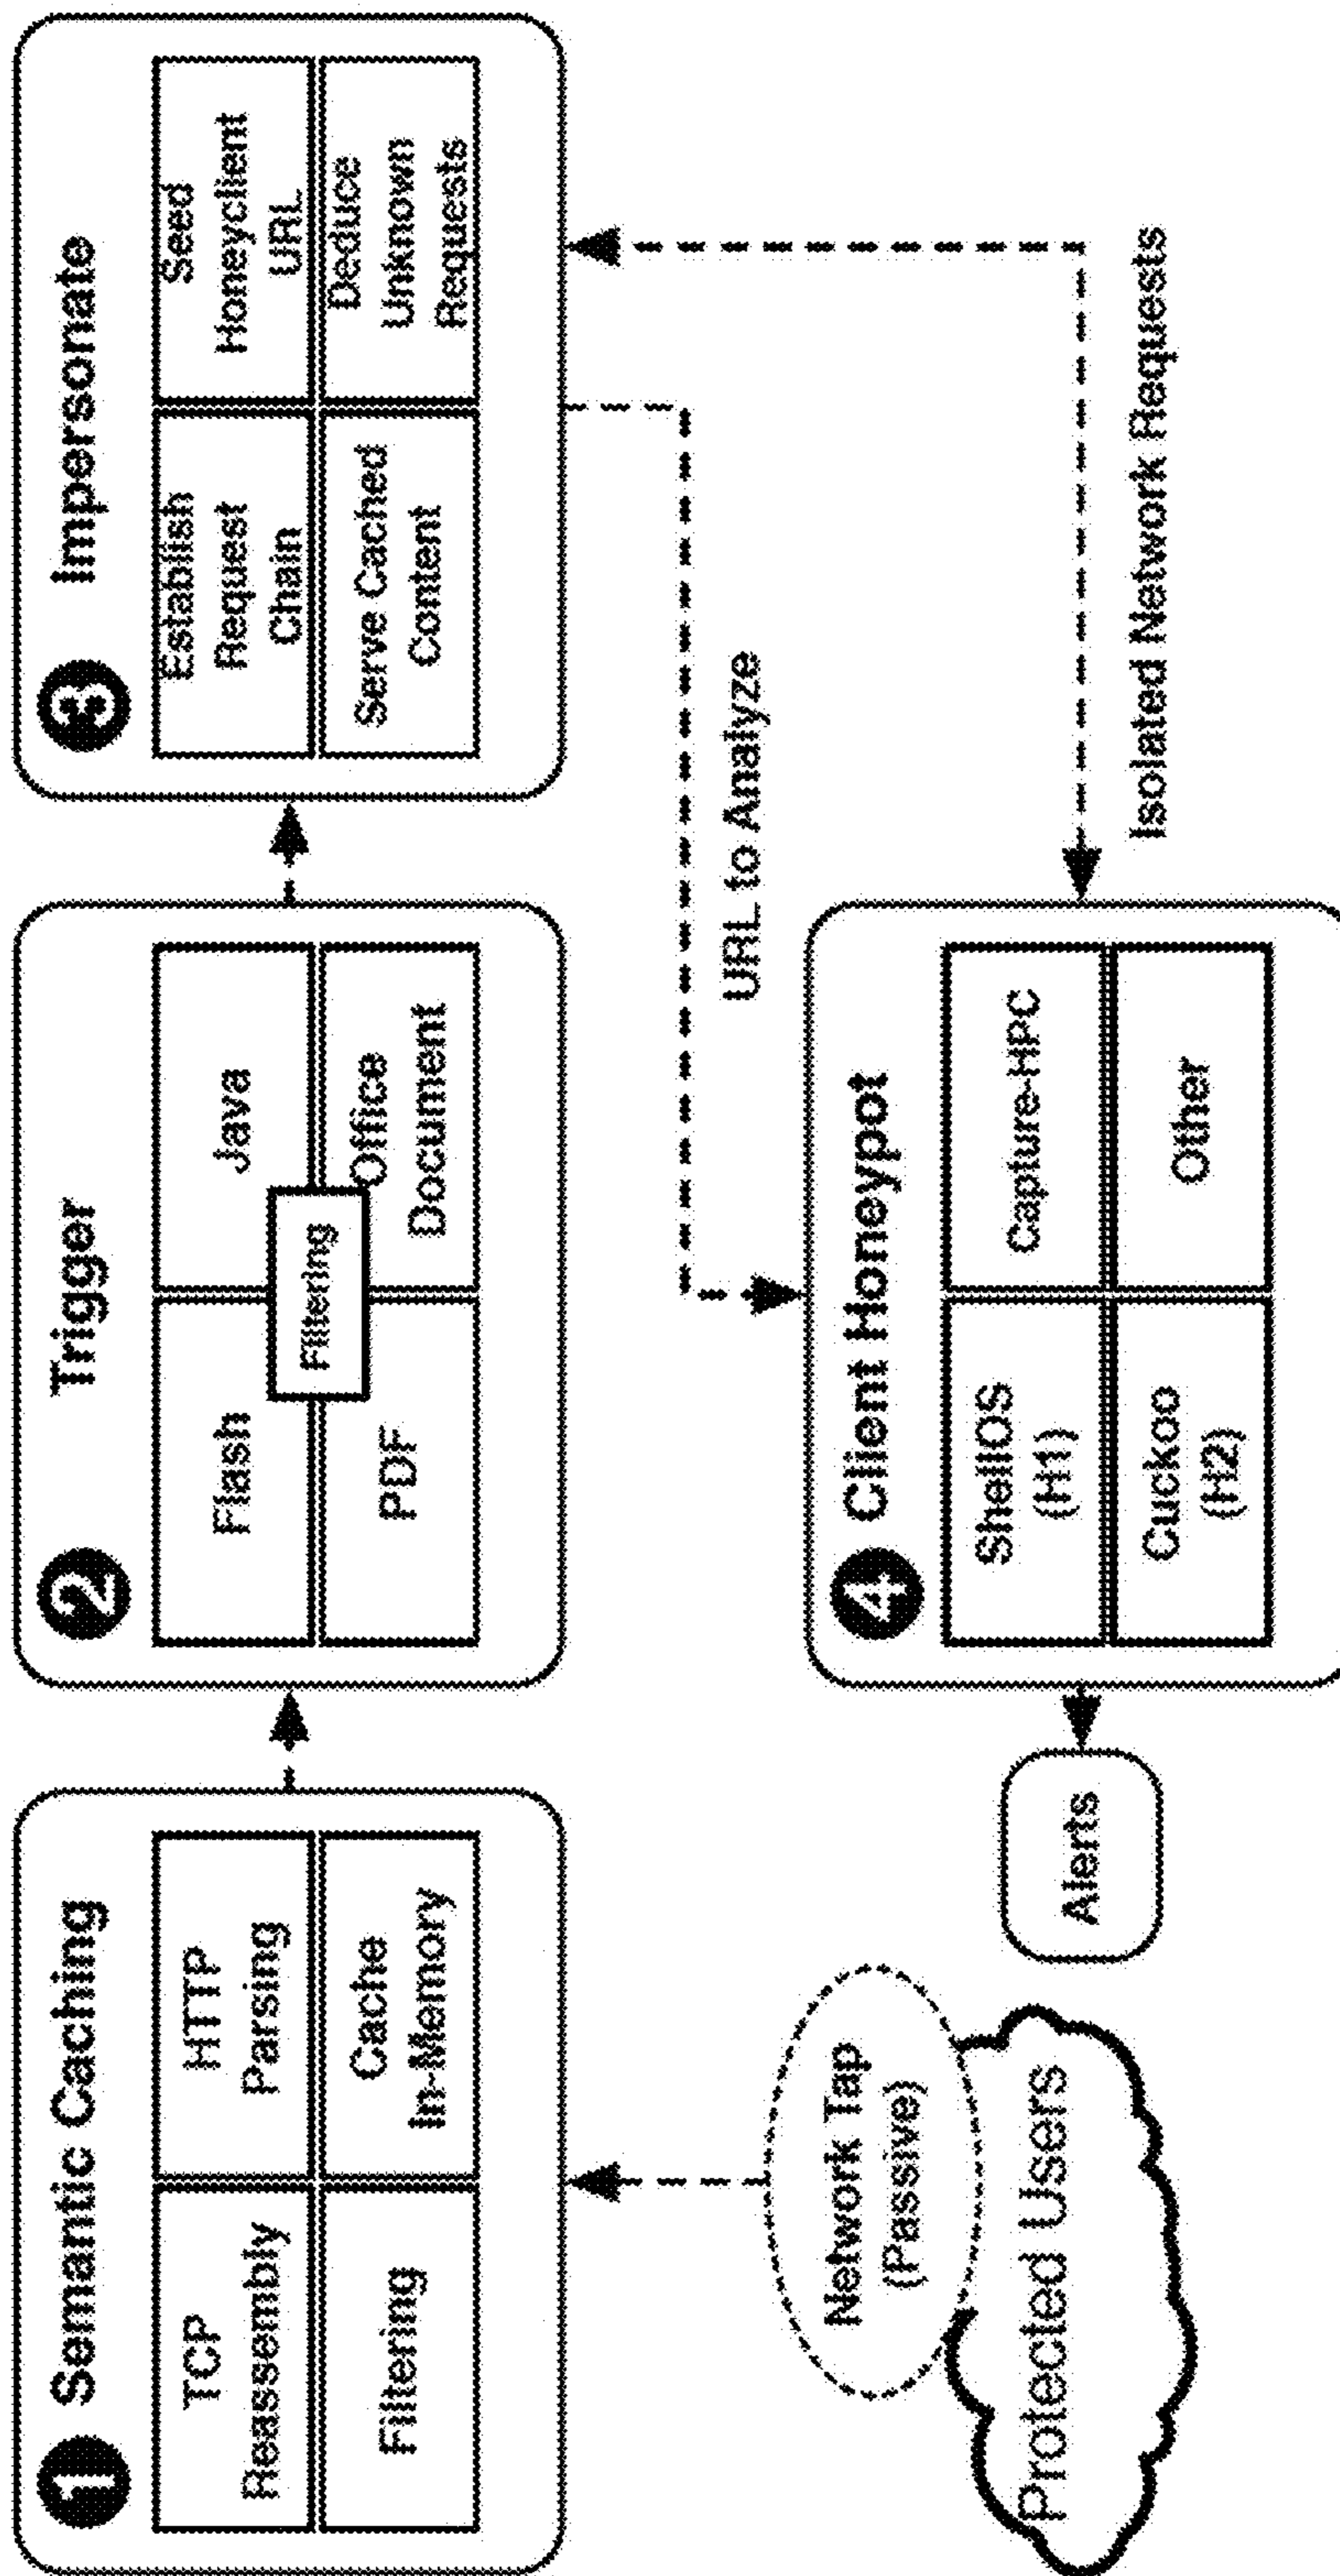 1 Semantic Caching
TCP
Reassembly
HTTP
Parsing
Filtering
Cache
In-Memory
2 Trigger
Flash
Java
Filtering
PDF
Office
Document
3 Impersonate
Establish
Request
Chain
Seed
Honeyclient
URL
Serve Cached
Content
Deduce
Unknown
Requests
Network Tap
(Passive)
Protected Users
Alerts
4 Client Honeypot
ShellOS
(H1)
Capture-HPC
Cuckoo
(H2)
Other
URL to Analyze
Isolated Network Requests